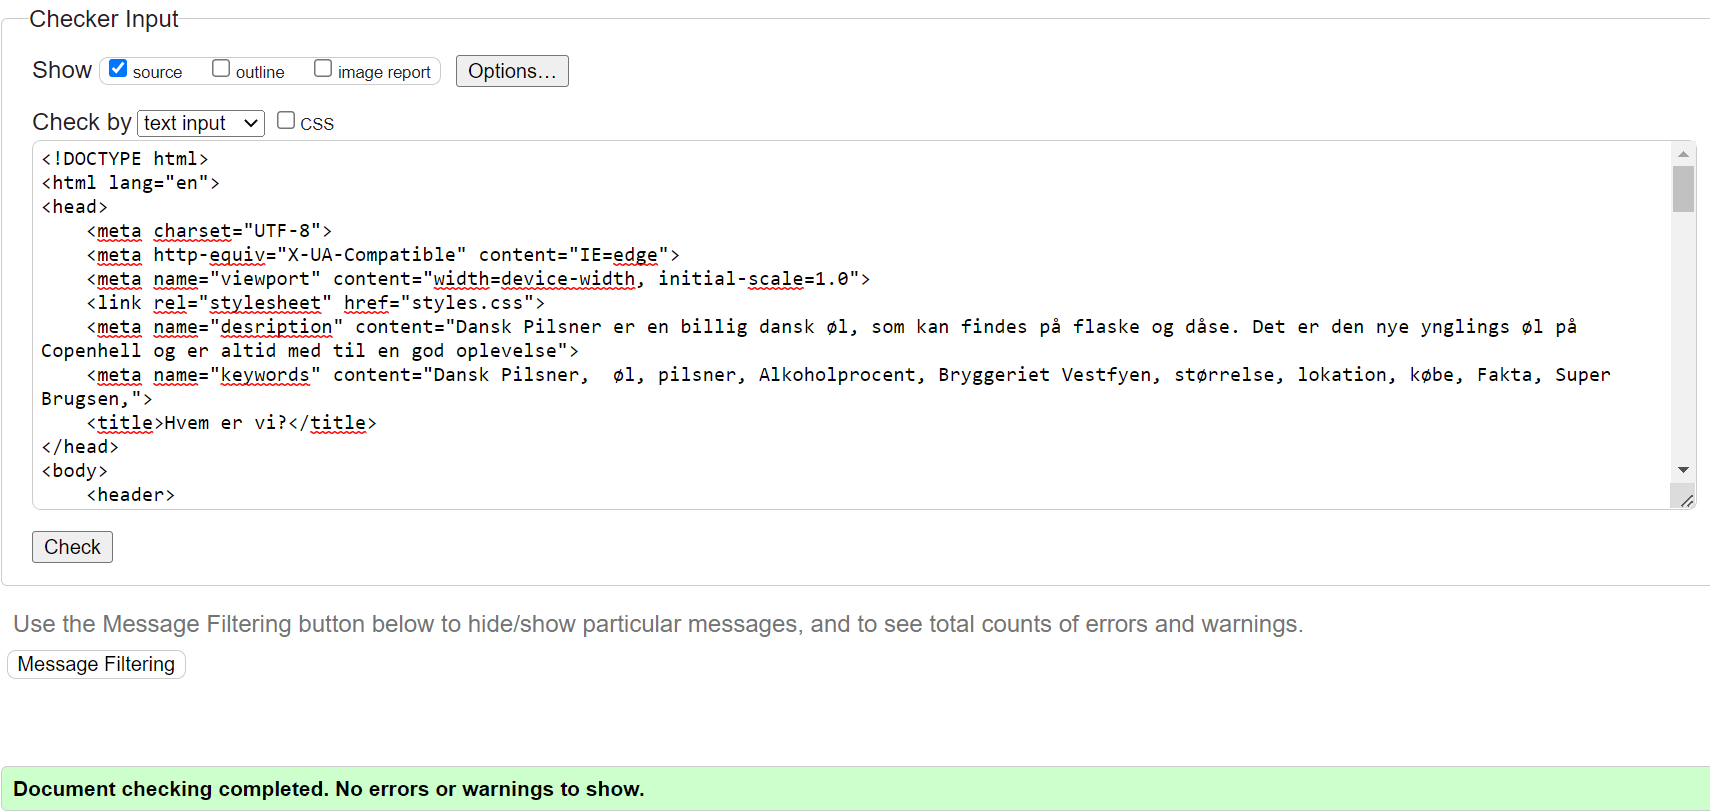 Checker Input
Show source outline image report Options...
Check by text input CSS
<!DOCTYPE html>
<html lang="en">
<head>
    <meta charset="UTF-8">
    <meta http-equiv="X-UA-Compatible" content="IE=edge">
    <meta name="viewport" content="width=device-width, initial-scale=1.0">
    <link rel="stylesheet" href="styles.css">
    <meta name="desription" content="Dansk Pilsner er en billig dansk øl, som kan findes på flaske og dåse. Det er den nye ynglings øl på
Copenhell og er altid med til en god oplevelse">
    <meta name="keywords" content="Dansk Pilsner,  øl, pilsner, Alkoholprocent, Bryggeriet Vestfyen, størrelse, lokation, købe, Fakta, Super
Brugsen,">
    <title>Hvem er vi?</title>
</head>
<body>
    <header>
Check
Use the Message Filtering button below to hide/show particular messages, and to see total counts of errors and warnings.
Message Filtering
Document checking completed. No errors or warnings to show.